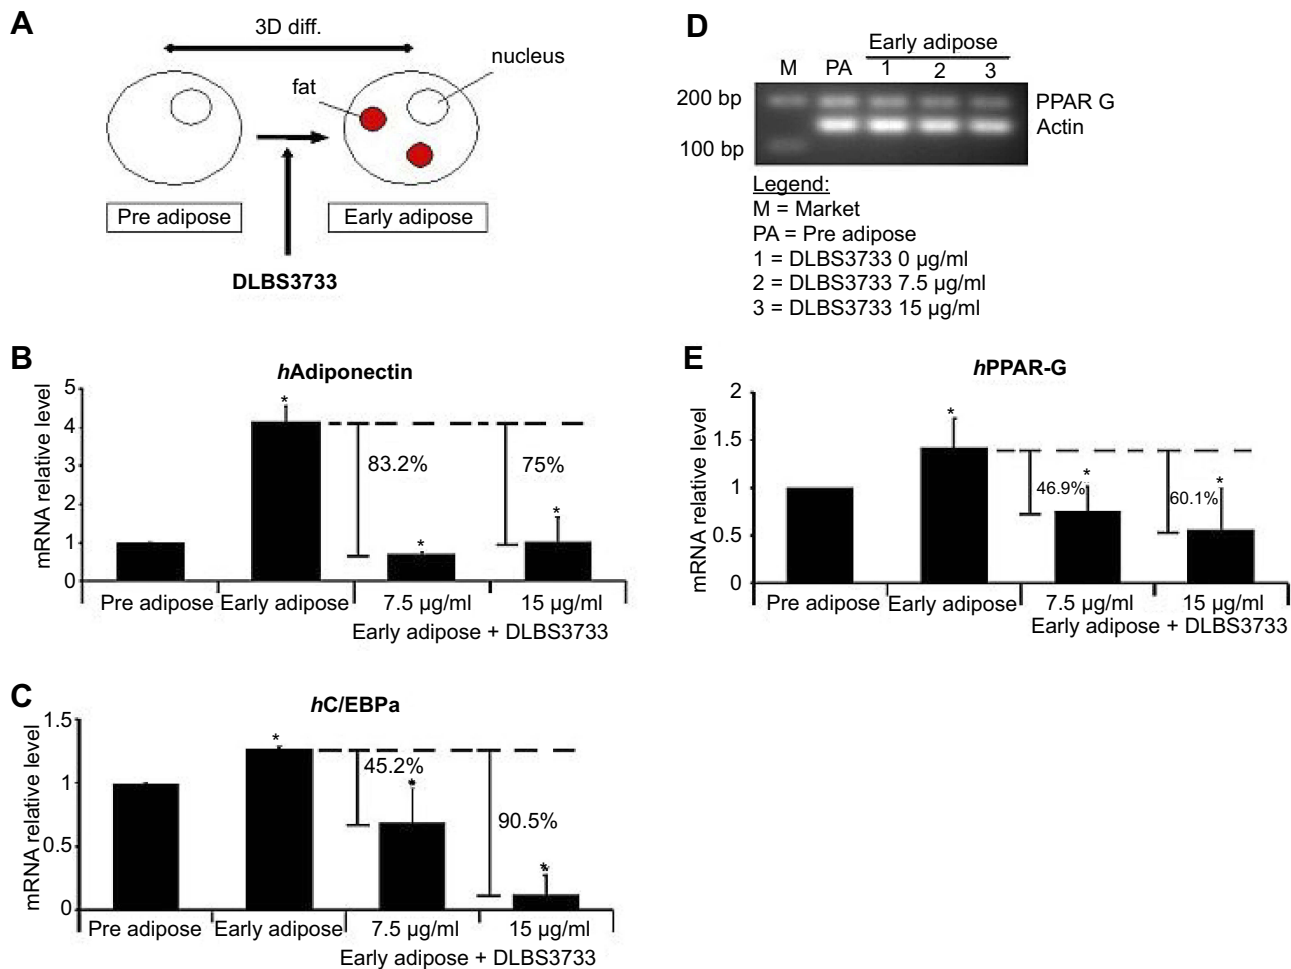 A
3D diff.
nucleus
fat
Pre adipose
Early adipose
DLBS3733
D
Early adipose
M PA 1 2 3
200 bp
PPAR G
Actin
100 bp
Legend:
M = Market
PA = Pre adipose
1 = DLBS3733 0 µg/ml
2 = DLBS3733 7.5 µg/ml
3 = DLBS3733 15 µg/ml
B
hAdiponectin
mRNA relative level
5
4
3
2
1
0
*
83.2%
*
75%
*
Pre adipose Early adipose 7.5 µg/ml 15 µg/ml
Early adipose + DLBS3733
E
hPPAR-G
mRNA relative level
2
1.5
1
0.5
0
*
46.9%
*
60.1%
*
Pre adipose Early adipose 7.5 µg/ml 15 µg/ml
Early adipose + DLBS3733
C
hC/EBPa
mRNA relative level
1.5
1
0.5
0
*
45.2%
*
90.5%
*
Pre adipose Early adipose 7.5 µg/ml 15 µg/ml
Early adipose + DLBS3733